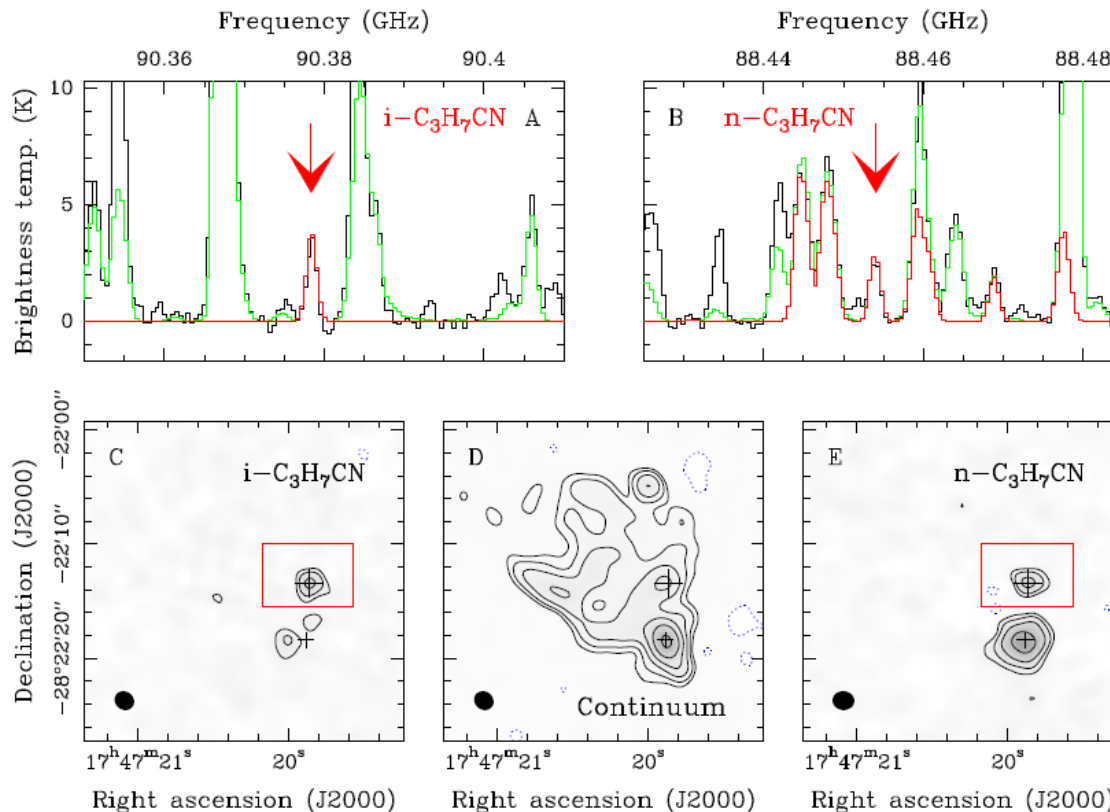 Frequency (GHz) Frequency (GHz)
90.36 90.38 90.4 88.44 88.46 88.48
Brightness temp. (K)
10
5
0
i−C₃H₇CN A
B n−C₃H₇CN
C i−C₃H₇CN
D Continuum
E n−C₃H₇CN
Declination (J2000)
−22'00"
−22'10"
−28°22'20"
17ʰ47ᵐ21ˢ 20ˢ 17ʰ47ᵐ21ˢ 20ˢ 17ʰ47ᵐ21ˢ 20ˢ
Right ascension (J2000) Right ascension (J2000) Right ascension (J2000)